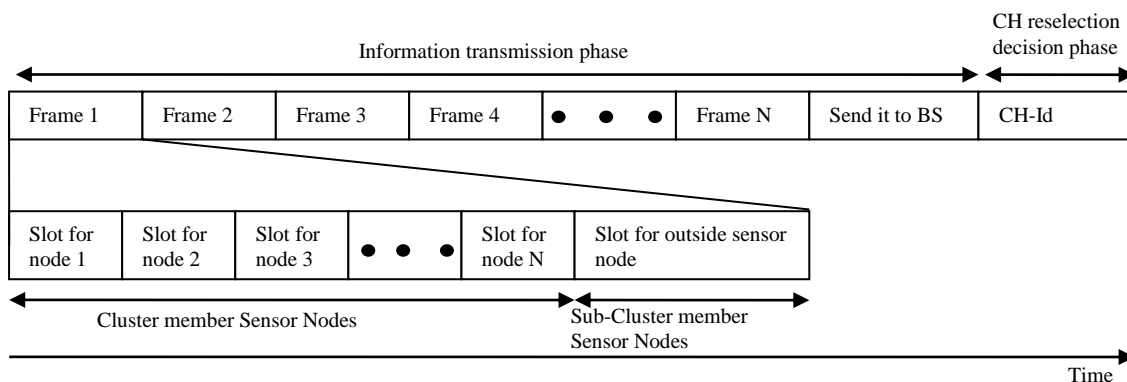 CH reselection
decision phase
Information transmission phase
Frame 1 Frame 2 Frame 3 Frame 4 Frame N Send it to BS CH-Id
Slot for node 1
Slot for node 2
Slot for node 3
Slot for node N
Slot for outside sensor node
Cluster member Sensor Nodes
Sub-Cluster member
Sensor Nodes
Time